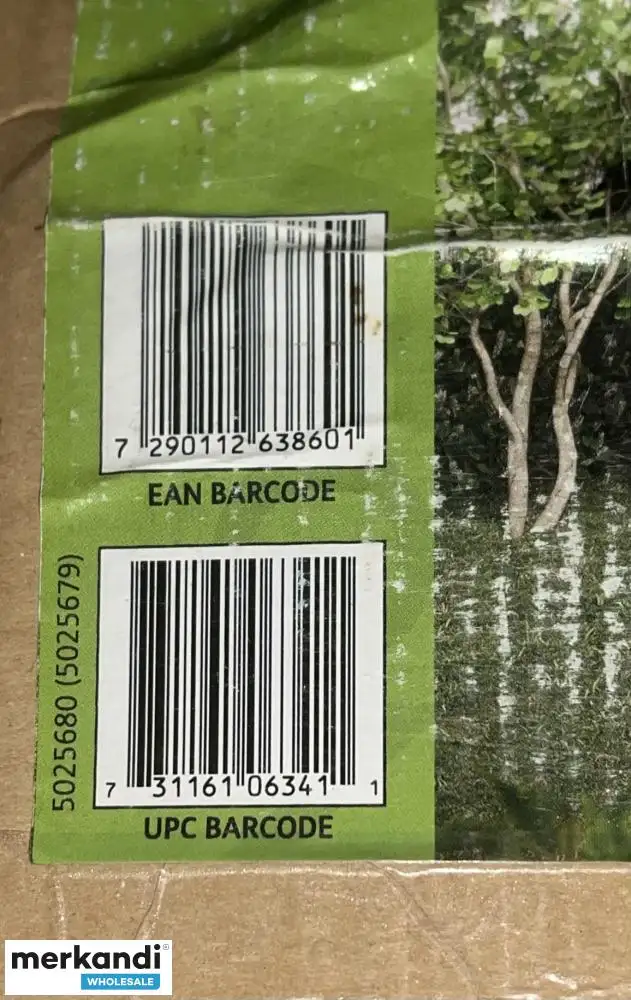 7 290112 638601
EAN BARCODE
5025680 (5025679)
7 31161 06341 1
UPC BARCODE
merkandi®
WHOLESALE